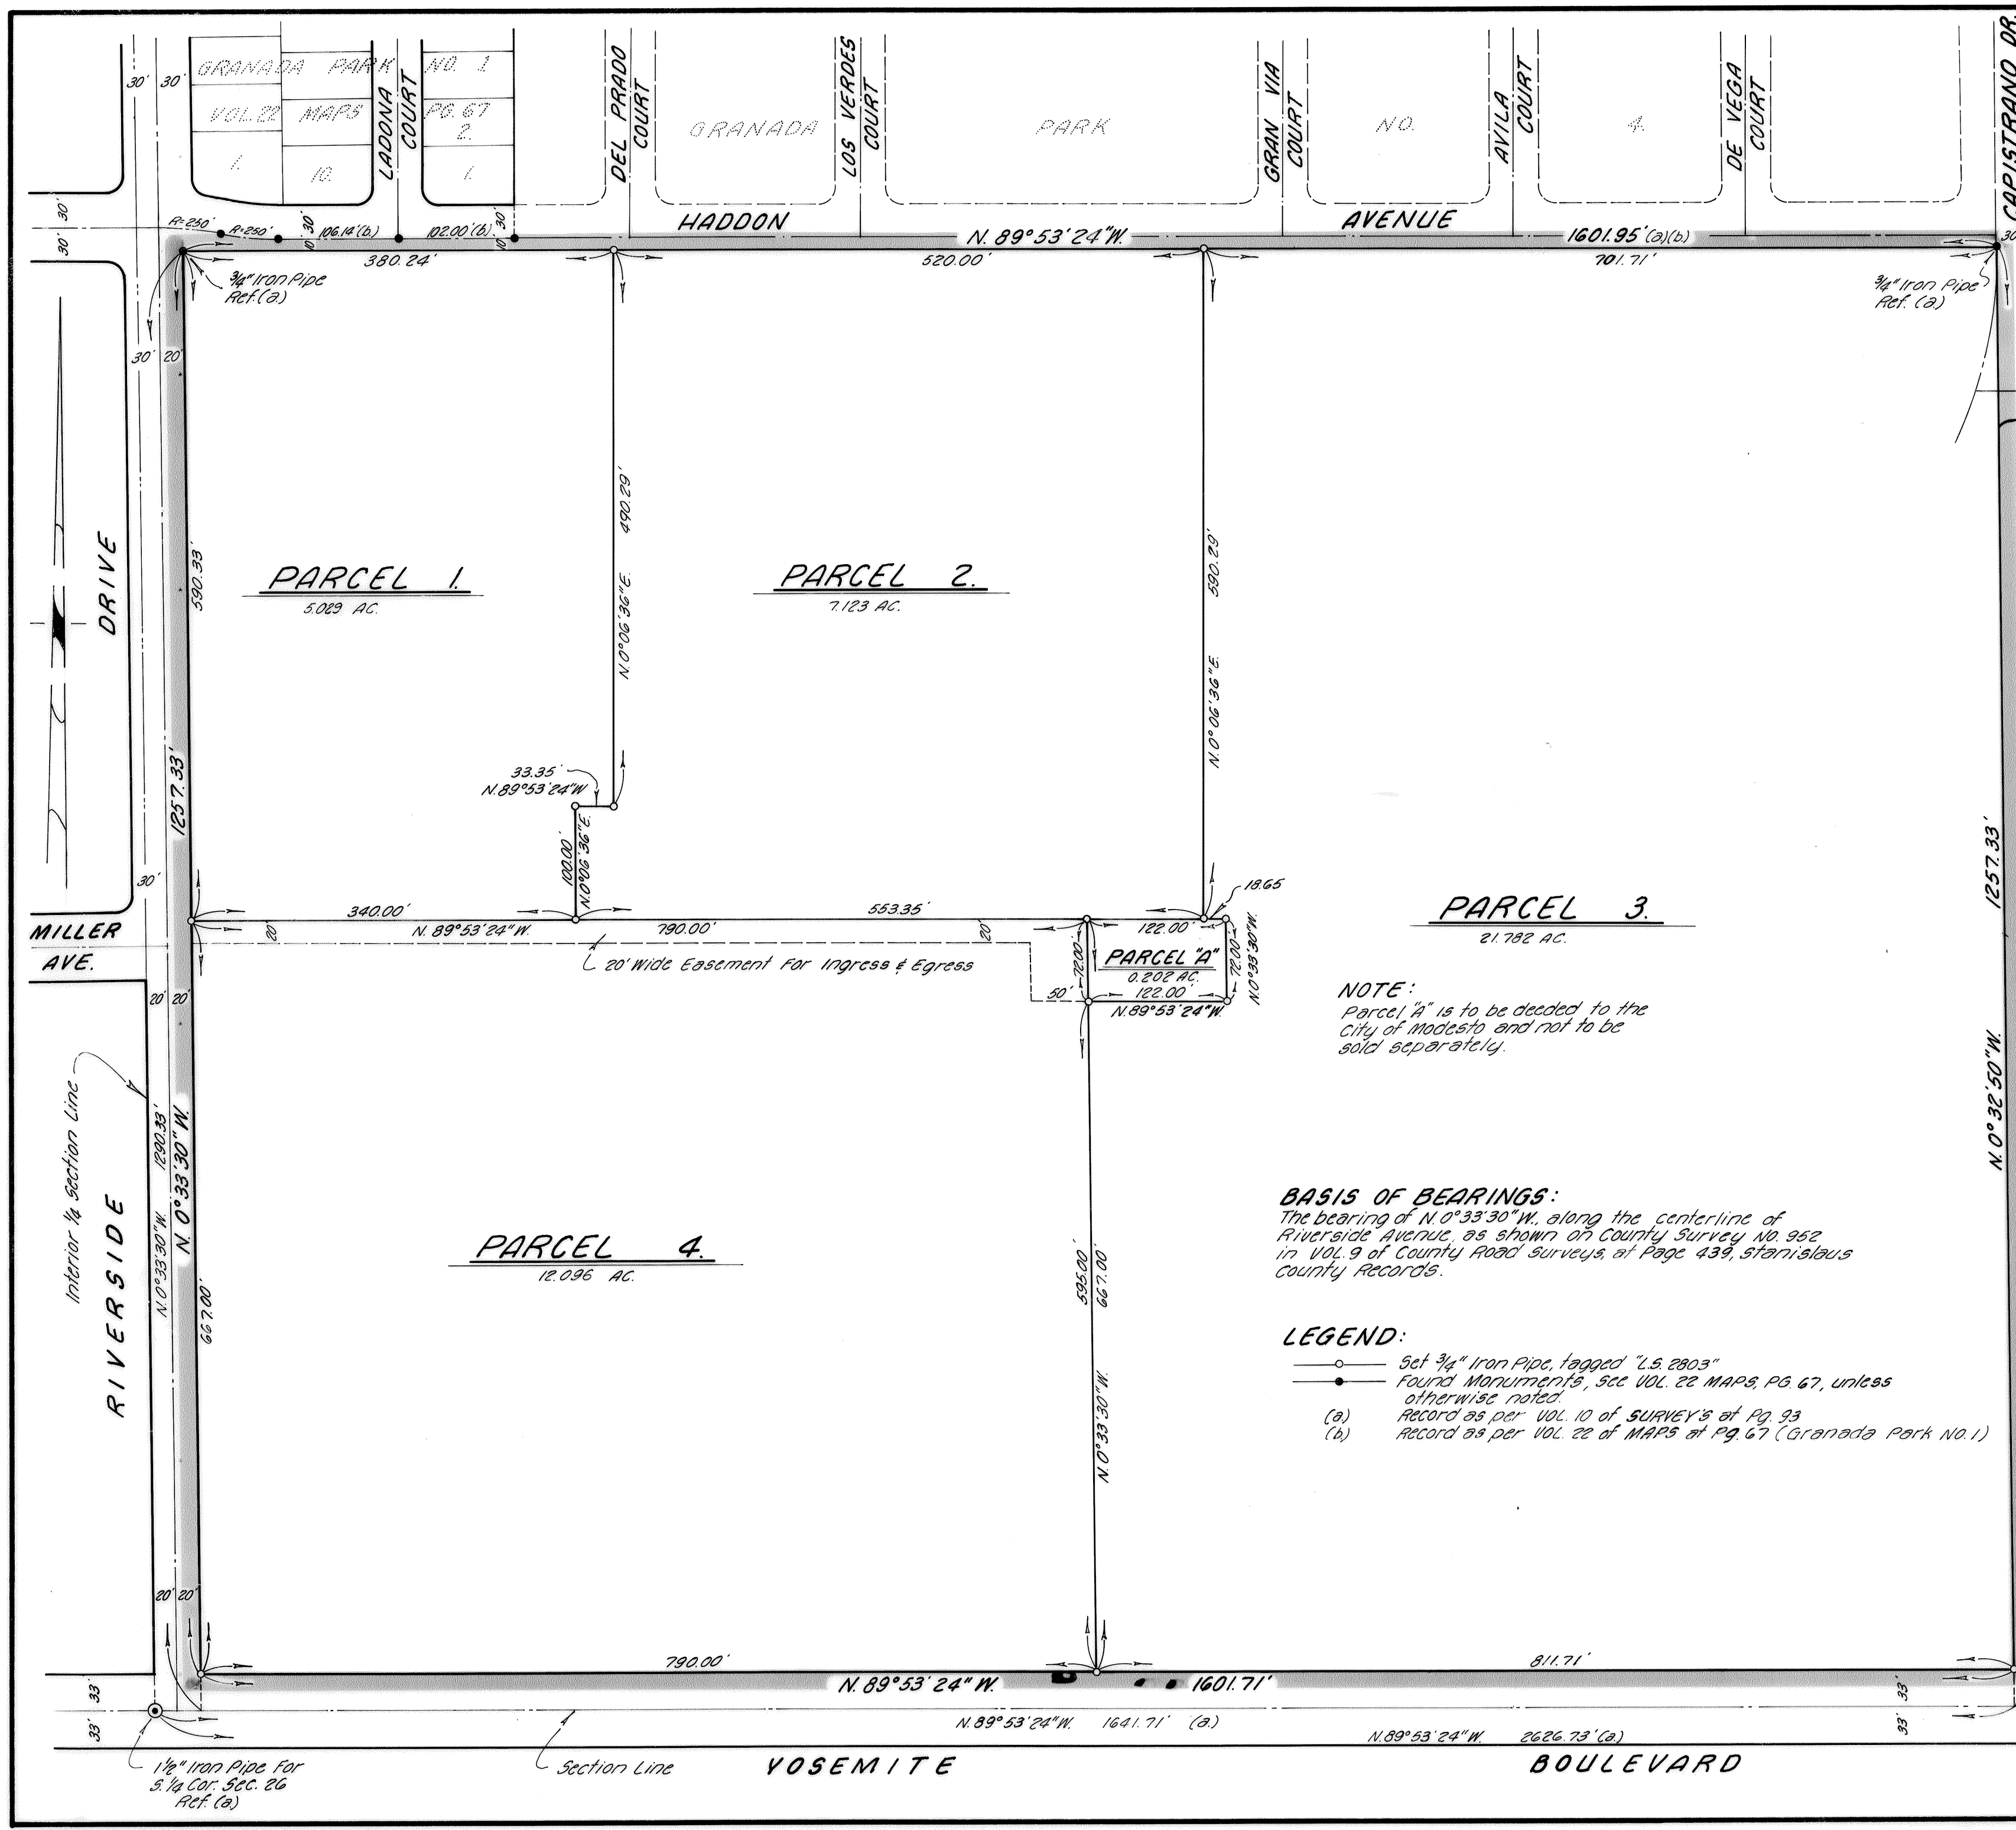 30' 30'
GRANADA PARK NO. 1
VOL. 22 MAPS PG. 67
2.
1. 10. 1.
LADONA
COURT
DEL PRADO
COURT
GRANADA
LOS VERDES
COURT
PARK
GRAN VIA
COURT
NO.
AVILA
COURT
4.
DE VEGA
COURT
CAPISTRANO DR.
30'
30'
R=250' R=250' 10' 30' 106.14'(b) 102.00'(b) 10' 30'
HADDON AVENUE
N. 89°53'24"W. 1601.95'(a)(b)
30
380.24' 520.00' 701.71'
3/4" Iron Pipe
Ref.(a)
3/4" Iron Pipe
Ref. (a)
30' 20'
DRIVE
590.33'
490.29'
N.0°06'36"E.
590.29'
N.0°06'36"E.
PARCEL 1.
5.029 AC.
PARCEL 2.
7.123 AC.
1257.33'
33.35'
N.89°53'24"W
100.00'
N.0°06'36"E.
30'
18.65
340.00' 553.35'
N. 89°53'24"W. 790.00'
20' 20'
122.00'
MILLER
AVE.
20' Wide Easement For Ingress & Egress
PARCEL "A"
0.202 AC.
122.00'
N.89°53'24"W.
72.00'
72.00'
N.0°33'30"W.
50'
20' 20'
PARCEL 3.
21.782 AC.
1257.33'
N.0°32'50"W.
NOTE:
Parcel "A" is to be deeded to the
City of Modesto and not to be
sold separately.
Interior 1/4 Section Line
RIVERSIDE
1290.33'
N.0°33'30"W.
N.0°33'30"W.
667.00'
PARCEL 4.
12.096 AC.
595.00'
667.00'
N.0°33'30"W.
BASIS OF BEARINGS:
The bearing of N.0°33'30"W., along the centerline of
Riverside Avenue, as shown on County Survey No. 952
in VOL. 9 of County Road Surveys, at Page 439, Stanislaus
County Records.
LEGEND:
Set 3/4" Iron Pipe, tagged "L.S. 2803"
Found Monuments, See VOL. 22 MAPS, PG. 67, unless
otherwise noted.
(a) Record as per VOL. 10 of SURVEY'S at Pg. 93
(b) Record as per VOL. 22 of MAPS at Pg. 67 (Granada Park NO. 1)
20' 20'
790.00' 811.71'
N. 89°53'24"W. 1601.71'
33'
33'
33'
33'
N.89°53'24"W. 1641.71' (a.)
N.89°53'24"W. 2626.73'(a.)
1 1/2" Iron Pipe For
S. 1/4 Cor. Sec. 26
Ref. (a)
Section Line
YOSEMITE BOULEVARD